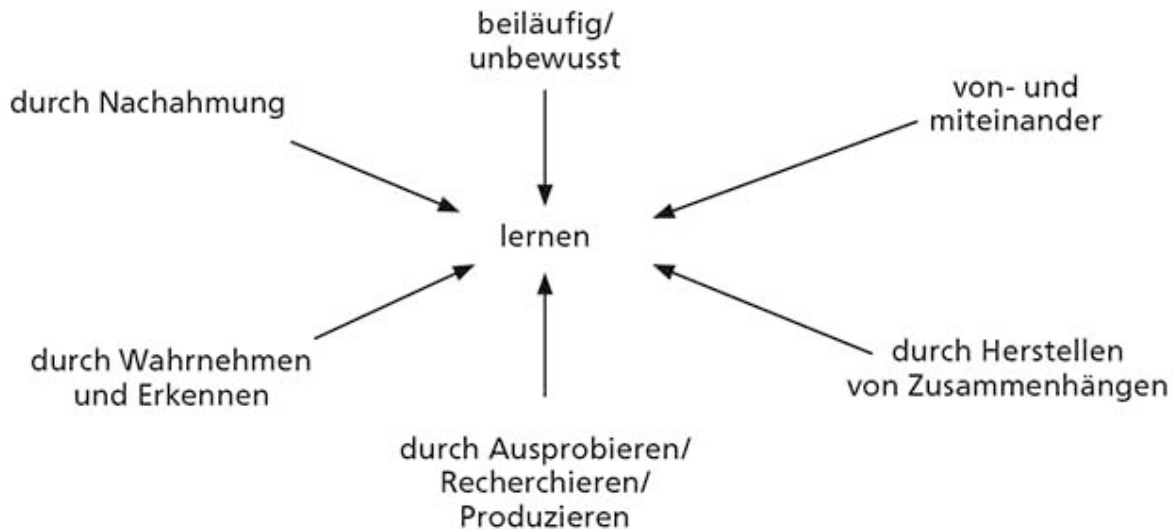 beiläufig/
unbewusst
durch Nachahmung
von- und
miteinander
lernen
durch Wahrnehmen
und Erkennen
durch Herstellen
von Zusammenhängen
durch Ausprobieren/
Recherchieren/
Produzieren